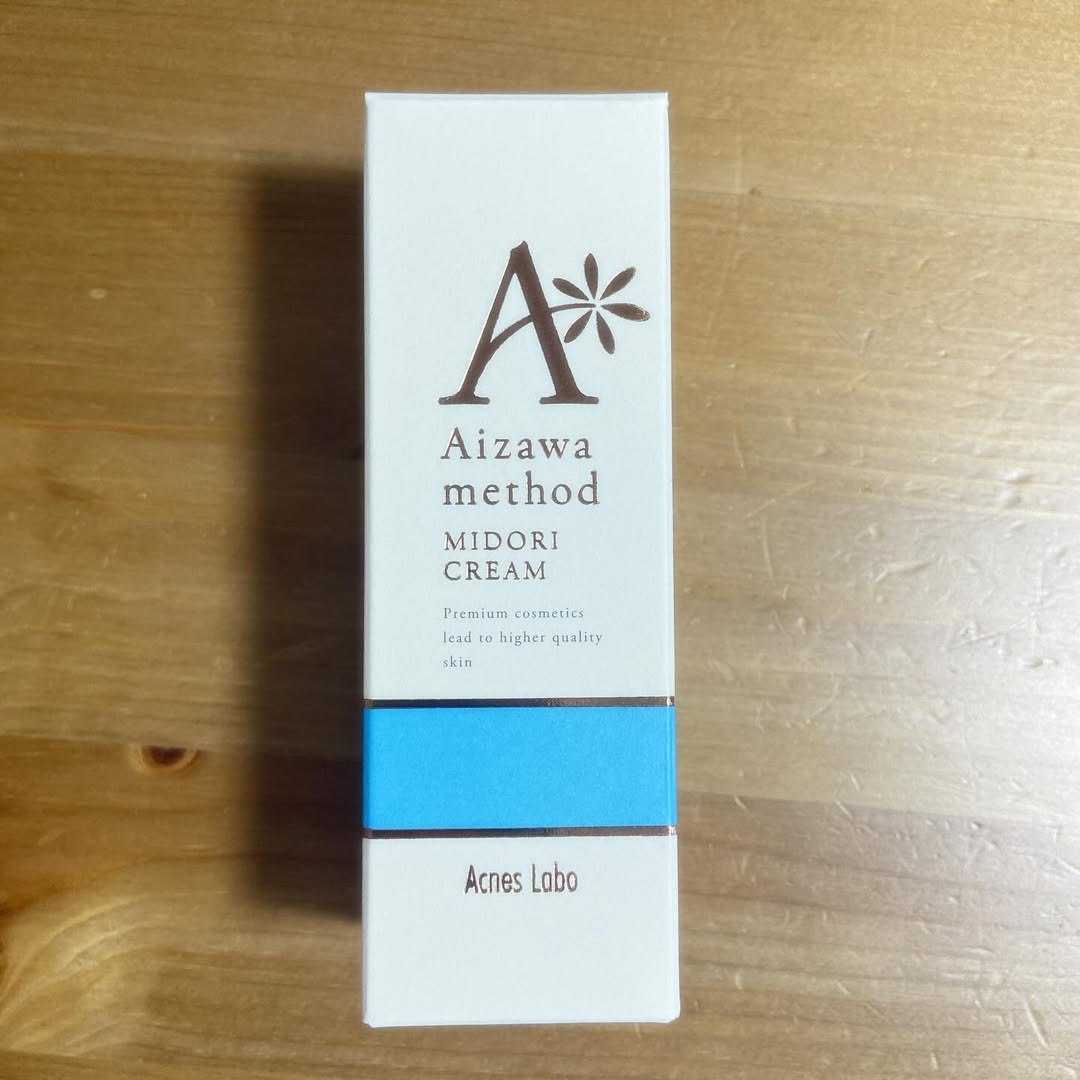 A
Aizawa
method
MIDORI
CREAM
Premium cosmetics
lead to higher quality
skin
Acnes Labo